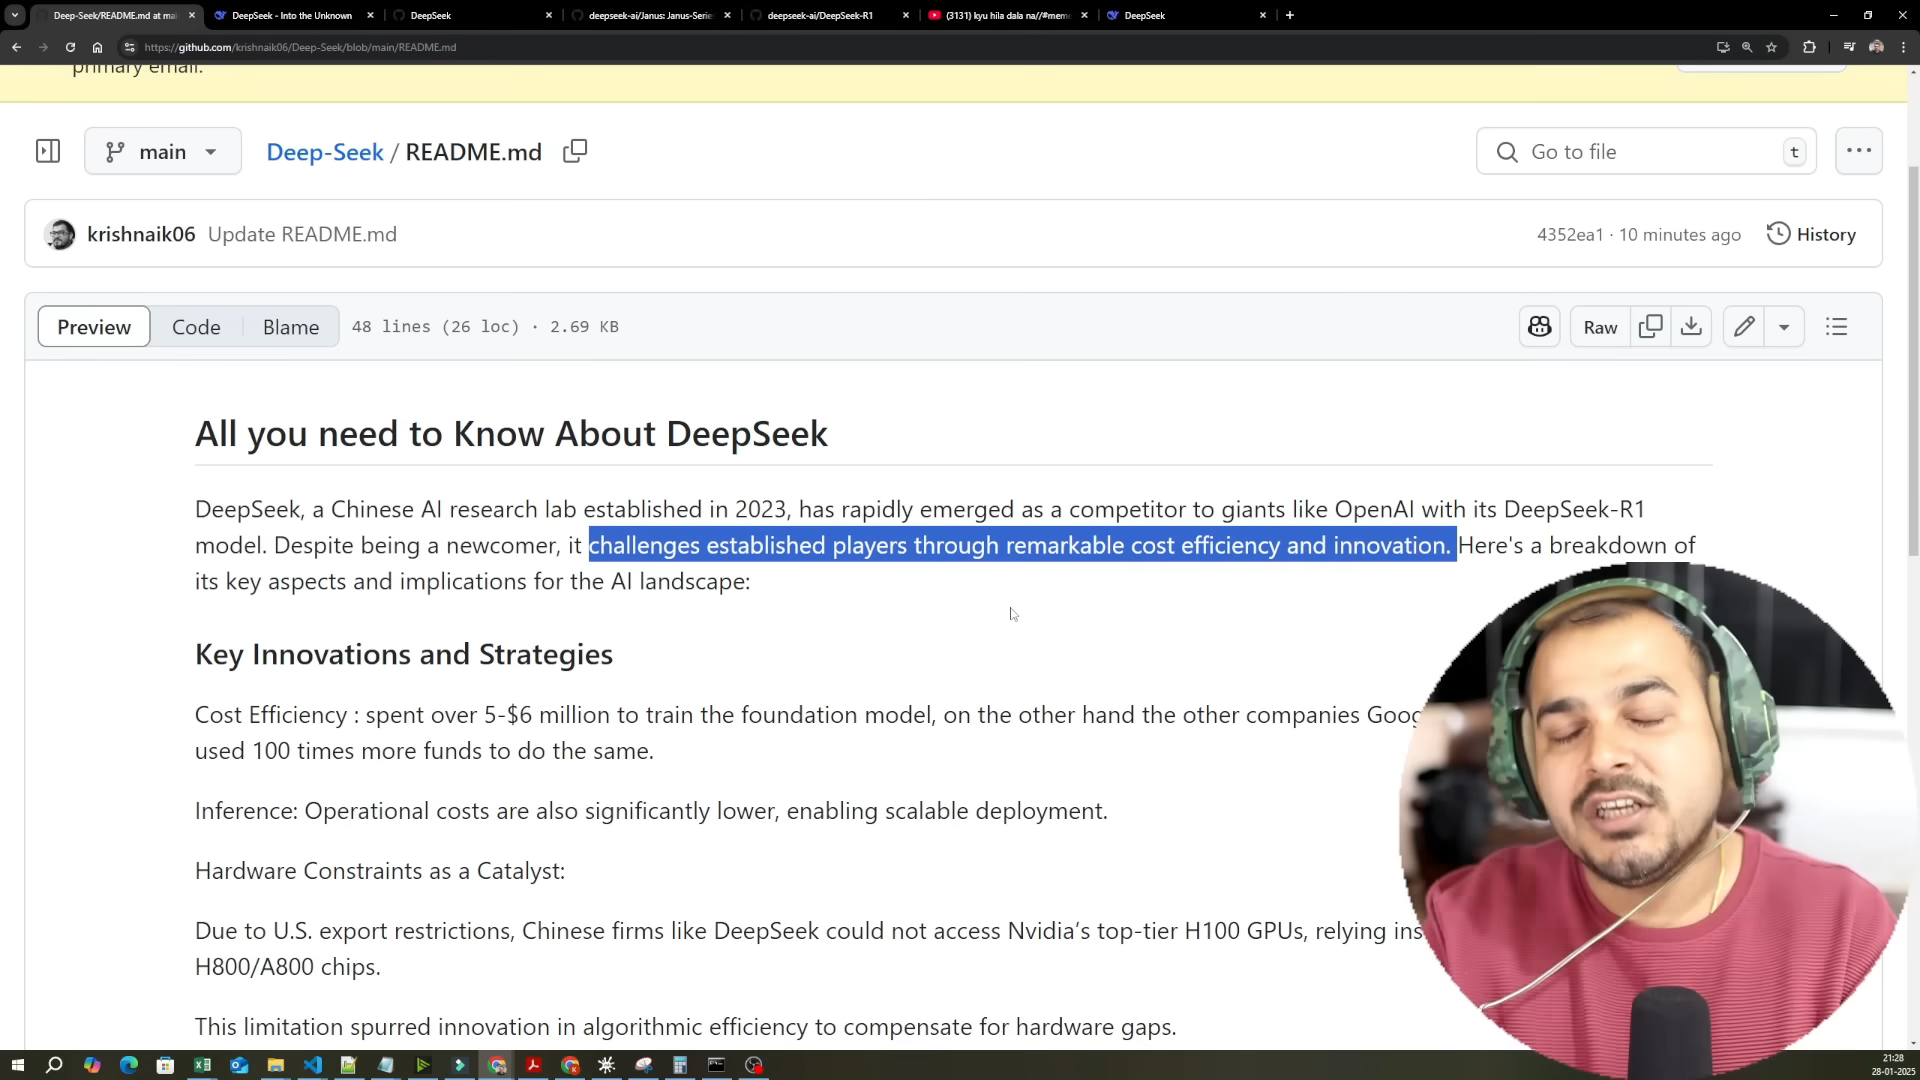 Deep-Seek/README.md at mai
DeepSeek - Into the Unknown
DeepSeek
deepseek-ai/Janus: Janus-Serie
deepseek-ai/DeepSeek-R1
(3131) kyu hila dala na//#mem
DeepSeek
https://github.com/krishnaik06/Deep-Seek/blob/main/README.md
primary email.
main
Deep-Seek / README.md
Go to file
t
krishnaik06 Update README.md
4352ea1 · 10 minutes ago
History
Preview
Code
Blame
48 lines (26 loc) · 2.69 KB
Raw
All you need to Know About DeepSeek
DeepSeek, a Chinese AI research lab established in 2023, has rapidly emerged as a competitor to giants like OpenAI with its DeepSeek-R1
model. Despite being a newcomer, it challenges established players through remarkable cost efficiency and innovation. Here's a breakdown of
its key aspects and implications for the AI landscape:
Key Innovations and Strategies
Cost Efficiency : spent over 5-$6 million to train the foundation model, on the other hand the other companies Goog
used 100 times more funds to do the same.
Inference: Operational costs are also significantly lower, enabling scalable deployment.
Hardware Constraints as a Catalyst:
Due to U.S. export restrictions, Chinese firms like DeepSeek could not access Nvidia’s top-tier H100 GPUs, relying ins
H800/A800 chips.
This limitation spurred innovation in algorithmic efficiency to compensate for hardware gaps.
21:28
28-01-2025